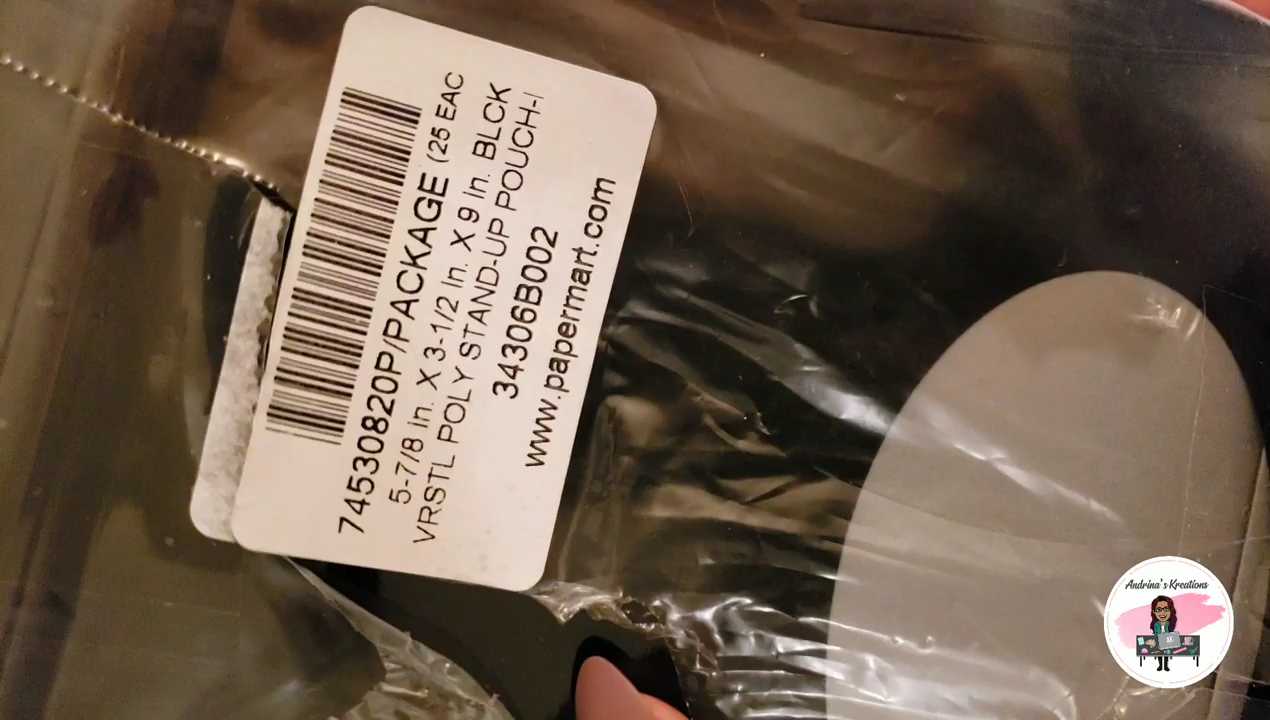 74530820P/PACKAGE (25 EAC
5-7/8 in. X 3-1/2 in. X 9 in. BLCK
VRSTL POLY STAND-UP POUCH-I
34306B002
www.papermart.com
Andrina's Kreations